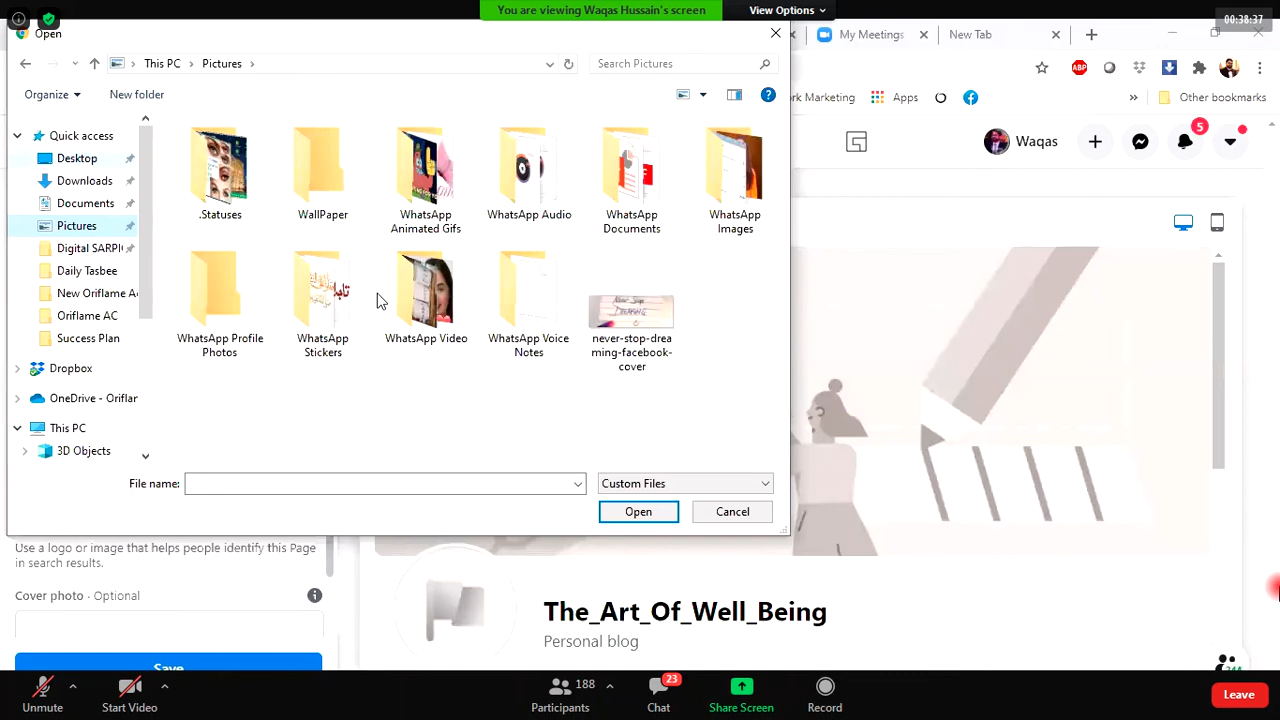 You are viewing Waqas Hussain's screen
View Options
00:38:37
Open
My Meetings
New Tab
This PC
Pictures
Search Pictures
ABP
Organize
New folder
rk Marketing
Apps
Other bookmarks
Quick access
Desktop
Downloads
Documents
Pictures
Digital SARPI
Daily Tasbee
New Oriflame Ac
Oriflame AC
Success Plan
Dropbox
OneDrive - Oriflar
This PC
3D Objects
.Statuses
WallPaper
WhatsApp
Animated Gifs
WhatsApp Audio
WhatsApp
Documents
WhatsApp
Images
WhatsApp Profile
Photos
WhatsApp
Stickers
WhatsApp Video
WhatsApp Voice
Notes
Never Stop
DREAMING
never-stop-drea
ming-facebook-
cover
Waqas
5
File name:
Custom Files
Open
Cancel
Use a logo or image that helps people identify this Page
in search results.
Cover photo · Optional
Save
The_Art_Of_Well_Being
Personal blog
Unmute
Start Video
188
Participants
23
Chat
Share Screen
Record
Leave